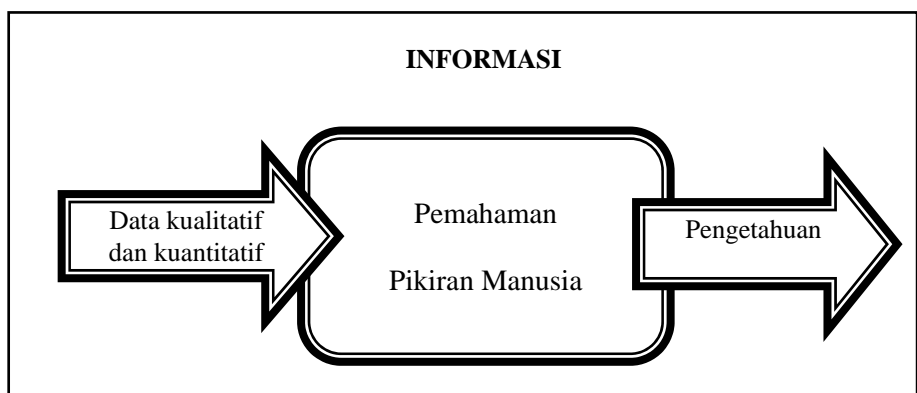 INFORMASI
Data kualitatif
dan kuantitatif
Pemahaman
Pikiran Manusia
Pengetahuan